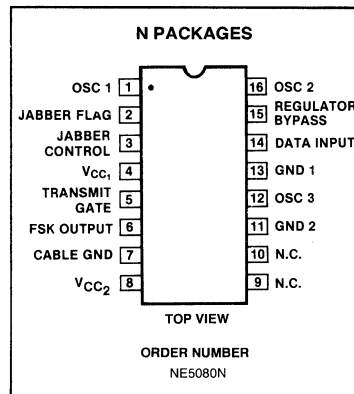 N PACKAGES
OSC 1 1 16 OSC 2
JABBER FLAG 2 15 REGULATOR BYPASS
JABBER CONTROL 3 14 DATA INPUT
VCC1 4 13 GND 1
TRANSMIT GATE 5 12 OSC 3
FSK OUTPUT 6 11 GND 2
CABLE GND 7 10 N.C.
VCC2 8 9 N.C.
TOP VIEW
ORDER NUMBER
NE5080N